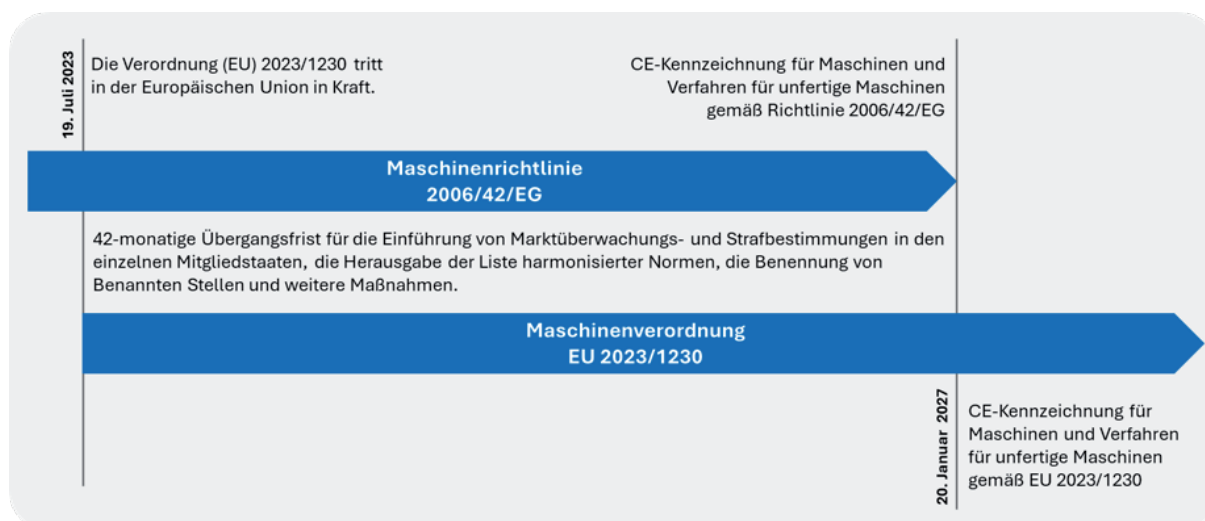 19. Juli 2023
Die Verordnung (EU) 2023/1230 tritt
in der Europäischen Union in Kraft.
CE-Kennzeichnung für Maschinen und
Verfahren für unfertige Maschinen
gemäß Richtlinie 2006/42/EG
Maschinenrichtlinie
2006/42/EG
42-monatige Übergangsfrist für die Einführung von Marktüberwachungs- und Strafbestimmungen in den
einzelnen Mitgliedstaaten, die Herausgabe der Liste harmonisierter Normen, die Benennung von
Benannten Stellen und weitere Maßnahmen.
Maschinenverordnung
EU 2023/1230
20. Januar 2027
CE-Kennzeichnung für
Maschinen und Verfahren
für unfertige Maschinen
gemäß EU 2023/1230